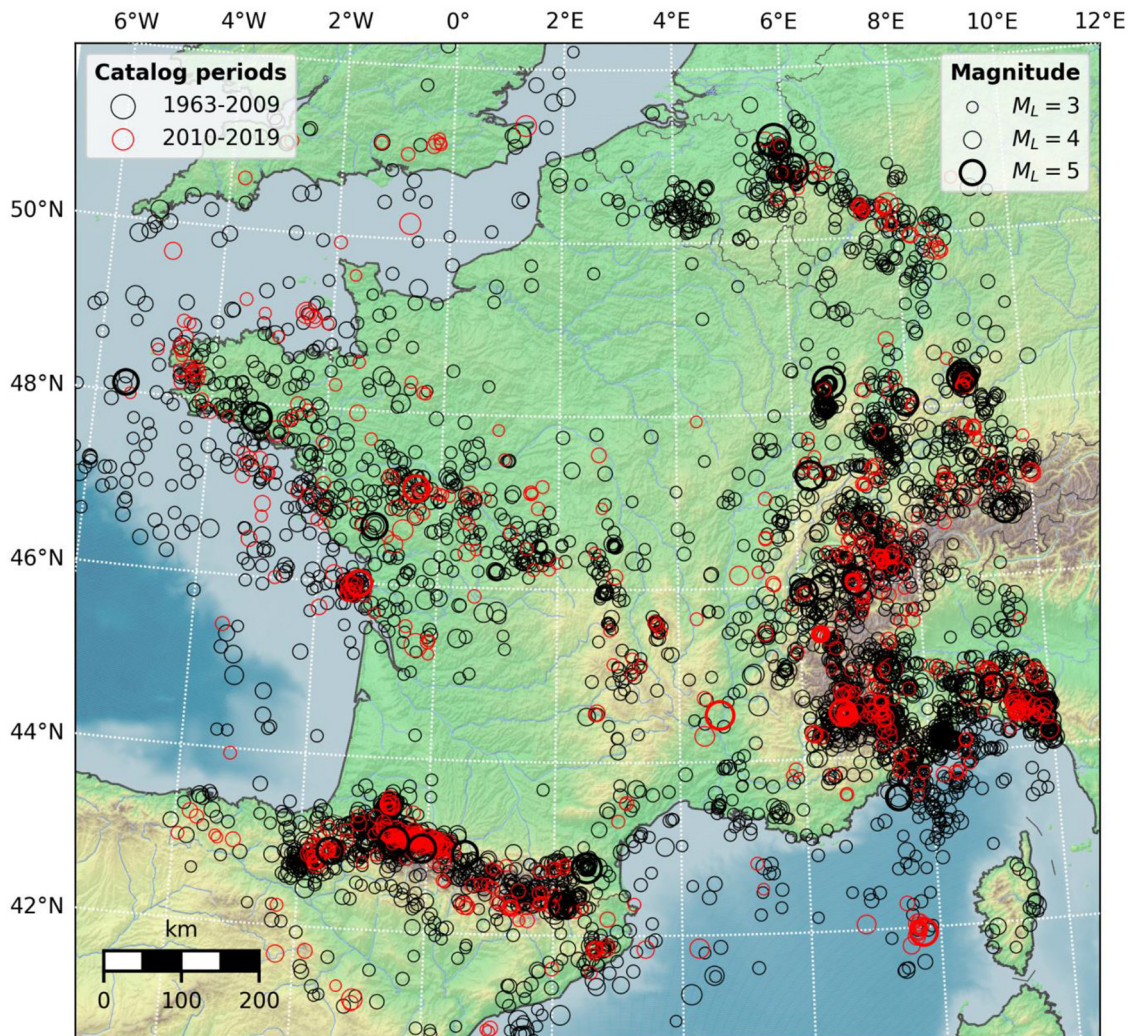 6°W 4°W 2°W 0° 2°E 4°E 6°E 8°E 10°E 12°E
Catalog periods
1963-2009
2010-2019
Magnitude
M_L = 3
M_L = 4
M_L = 5
50°N
48°N
46°N
44°N
42°N
km
0 100 200